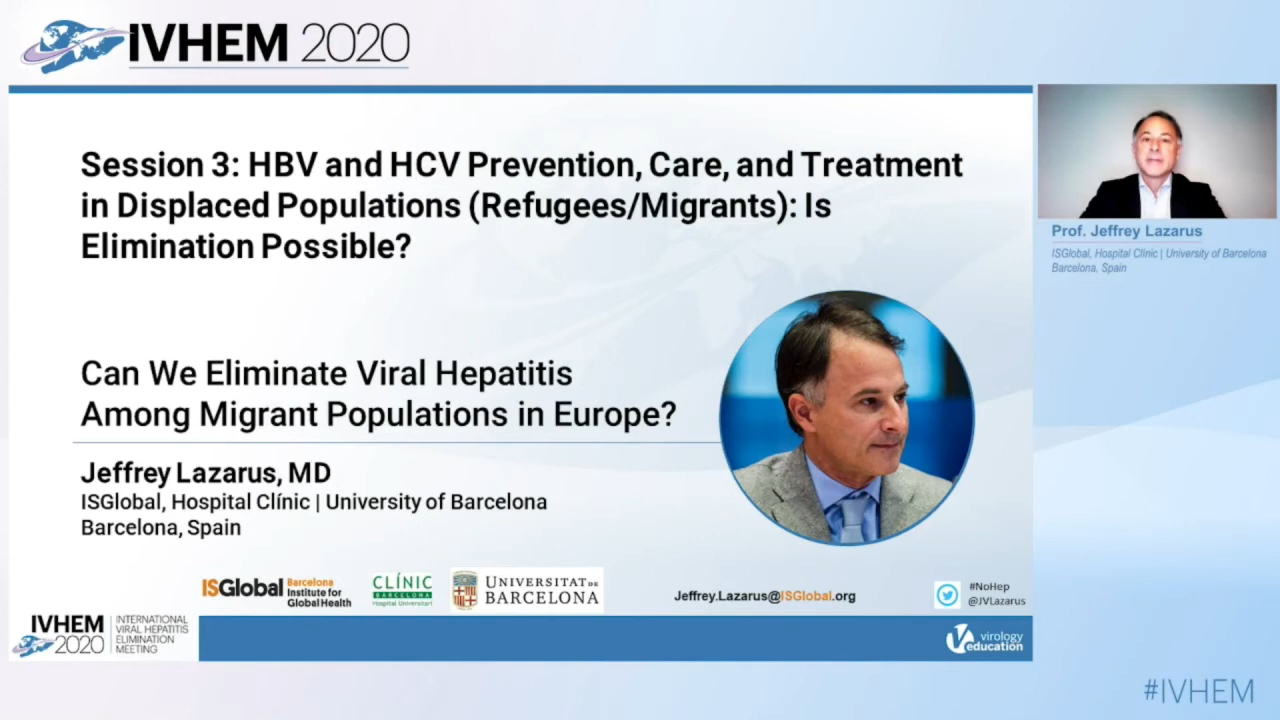 IVHEM 2020
Session 3: HBV and HCV Prevention, Care, and Treatment
in Displaced Populations (Refugees/Migrants): Is
Elimination Possible?
Can We Eliminate Viral Hepatitis
Among Migrant Populations in Europe?
Jeffrey Lazarus, MD
ISGlobal, Hospital Clínic | University of Barcelona
Barcelona, Spain
ISGlobal Barcelona
Institute for
Global Health
CLÍNIC
BARCELONA
Hospital Universitari
UNIVERSITAT DE
BARCELONA
Jeffrey.Lazarus@ISGlobal.org
#NoHep
@JVLazarus
IVHEM
2020
INTERNATIONAL
VIRAL HEPATITIS
ELIMINATION
MEETING
virology
education
Prof. Jeffrey Lazarus
ISGlobal, Hospital Clinic | University of Barcelona
Barcelona, Spain
#IVHEM